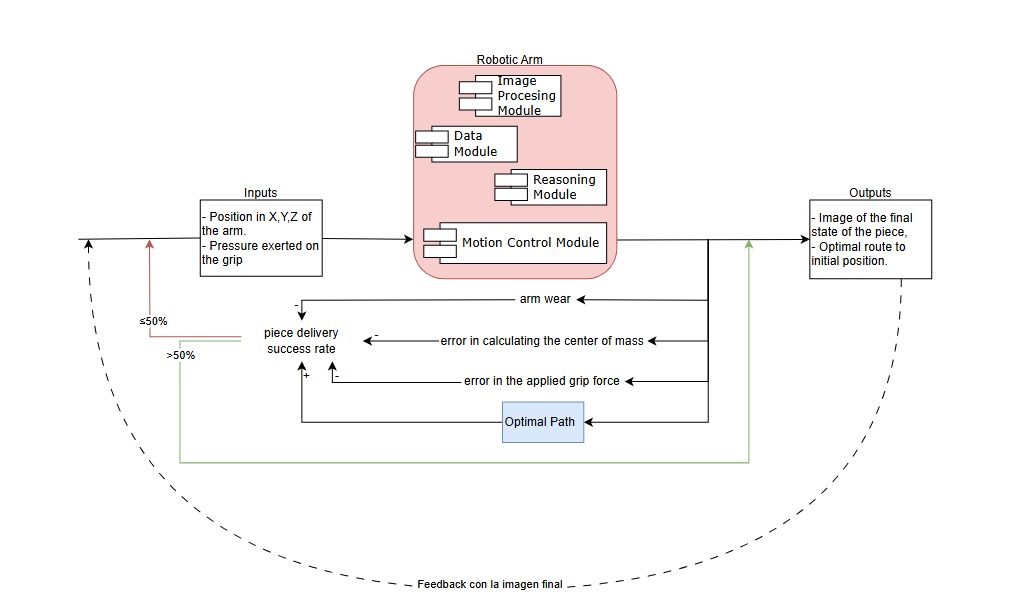 Robotic Arm
Image
Procesing
Module
Data
Module
Reasoning
Module
Motion Control Module
Inputs
- Position in X,Y,Z of
the arm.
- Pressure exerted on
the grip
Outputs
- Image of the final
state of the piece,
- Optimal route to
initial position.
- arm wear
≤50%
piece delivery
success rate
- error in calculating the center of mass
>50%
+
- error in the applied grip force
Optimal Path
Feedback con la imagen final